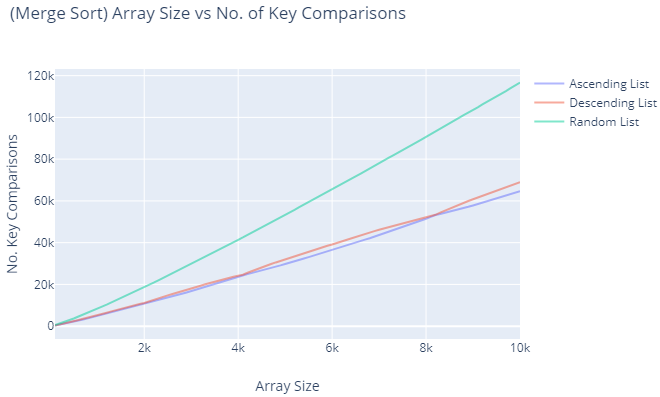 (Merge Sort) Array Size vs No. of Key Comparisons
120k
100k
80k
60k
40k
20k
0
No. Key Comparisons
2k
4k
6k
8k
10k
Array Size
Ascending List
Descending List
Random List